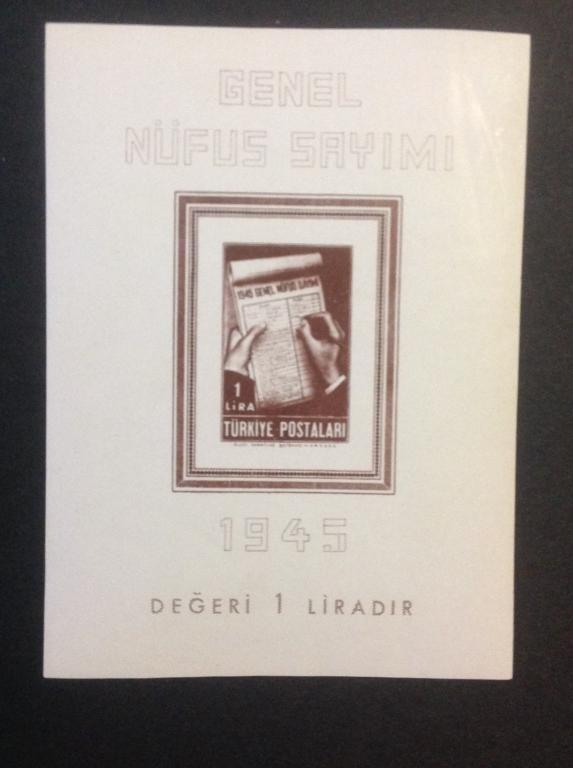 GENEL
NÜFUS SAYIMI
1945 GENEL NÜFUS SAYIMI
1
LİRA
TÜRKİYE POSTALARI
1945
DEĞERİ 1 LİRADIR